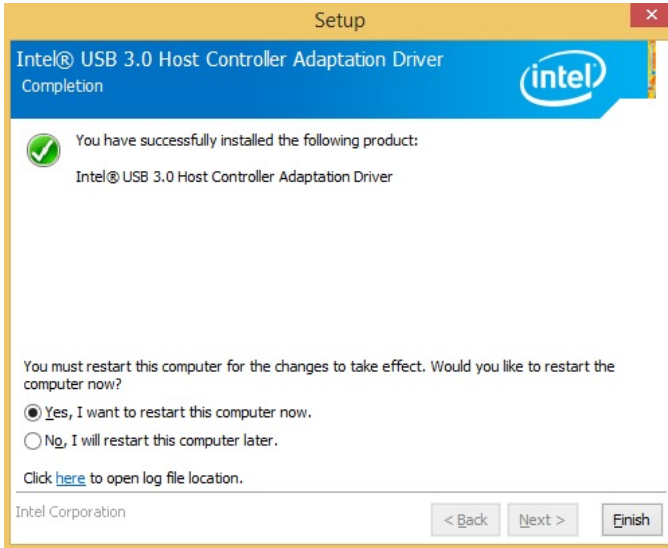 Setup
Intel® USB 3.0 Host Controller Adaptation Driver
Completion
intel
You have successfully installed the following product:
Intel® USB 3.0 Host Controller Adaptation Driver
You must restart this computer for the changes to take effect. Would you like to restart the
computer now?
Yes, I want to restart this computer now.
No, I will restart this computer later.
Click here to open log file location.
Intel Corporation
< Back
Next >
Finish